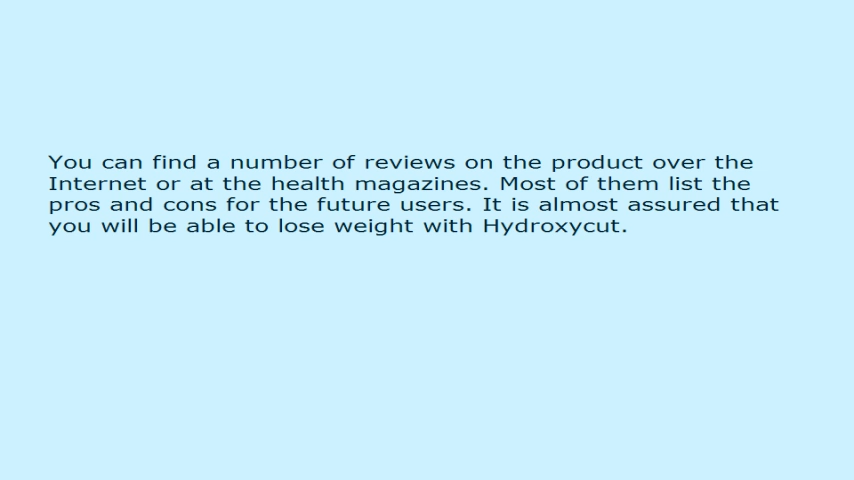 You can find a number of reviews on the product over the
Internet or at the health magazines. Most of them list the
pros and cons for the future users. It is almost assured that
you will be able to lose weight with Hydroxycut.